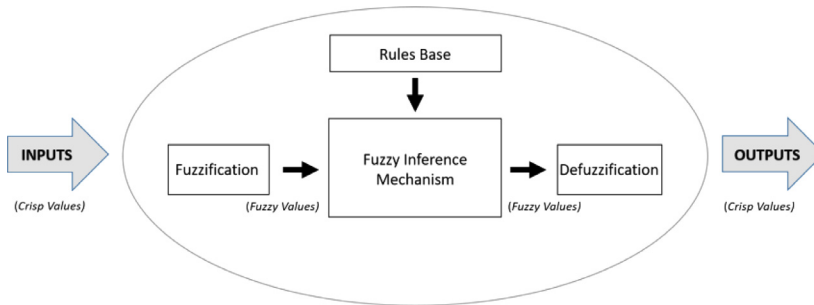 Rules Base
INPUTS
Fuzzification
Fuzzy Inference
Mechanism
Defuzzification
OUTPUTS
(Crisp Values)
(Fuzzy Values)
(Fuzzy Values)
(Crisp Values)